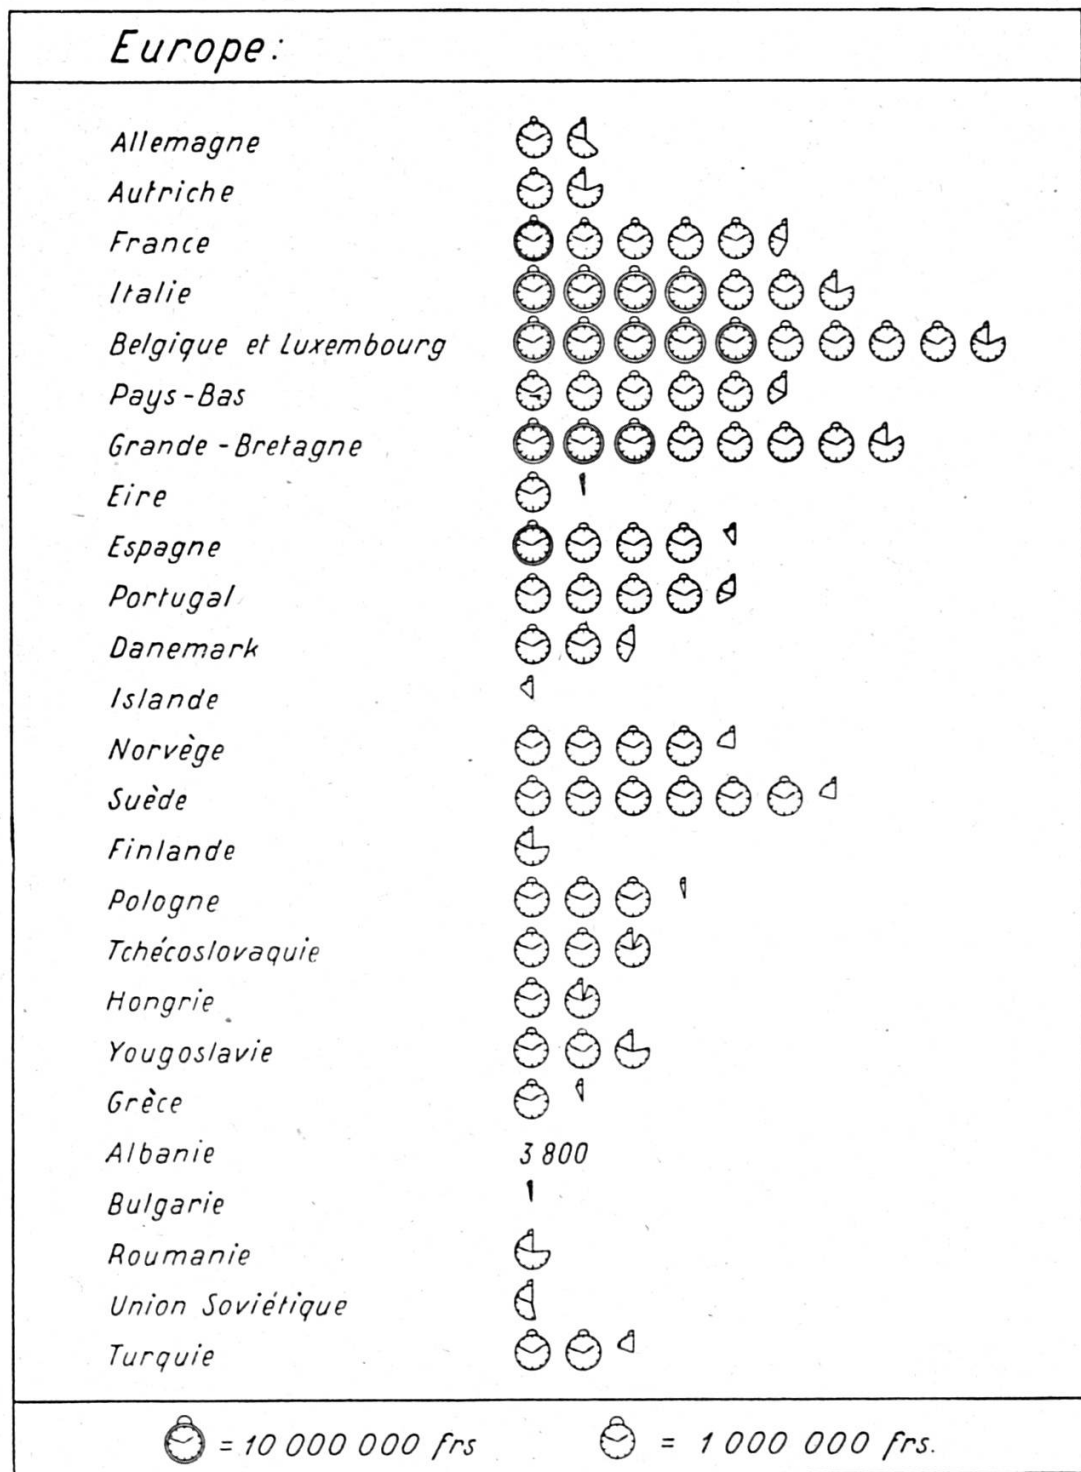 Europe:
Allemagne
Autriche
France
Italie
Belgique et Luxembourg
Pays-Bas
Grande-Bretagne
Eire
Espagne
Portugal
Danemark
Islande
Norvège
Suède
Finlande
Pologne
Tchécoslovaquie
Hongrie
Yougoslavie
Grèce
Albanie 3 800
Bulgarie
Roumanie
Union Soviétique
Turquie
= 10 000 000 frs = 1 000 000 frs.